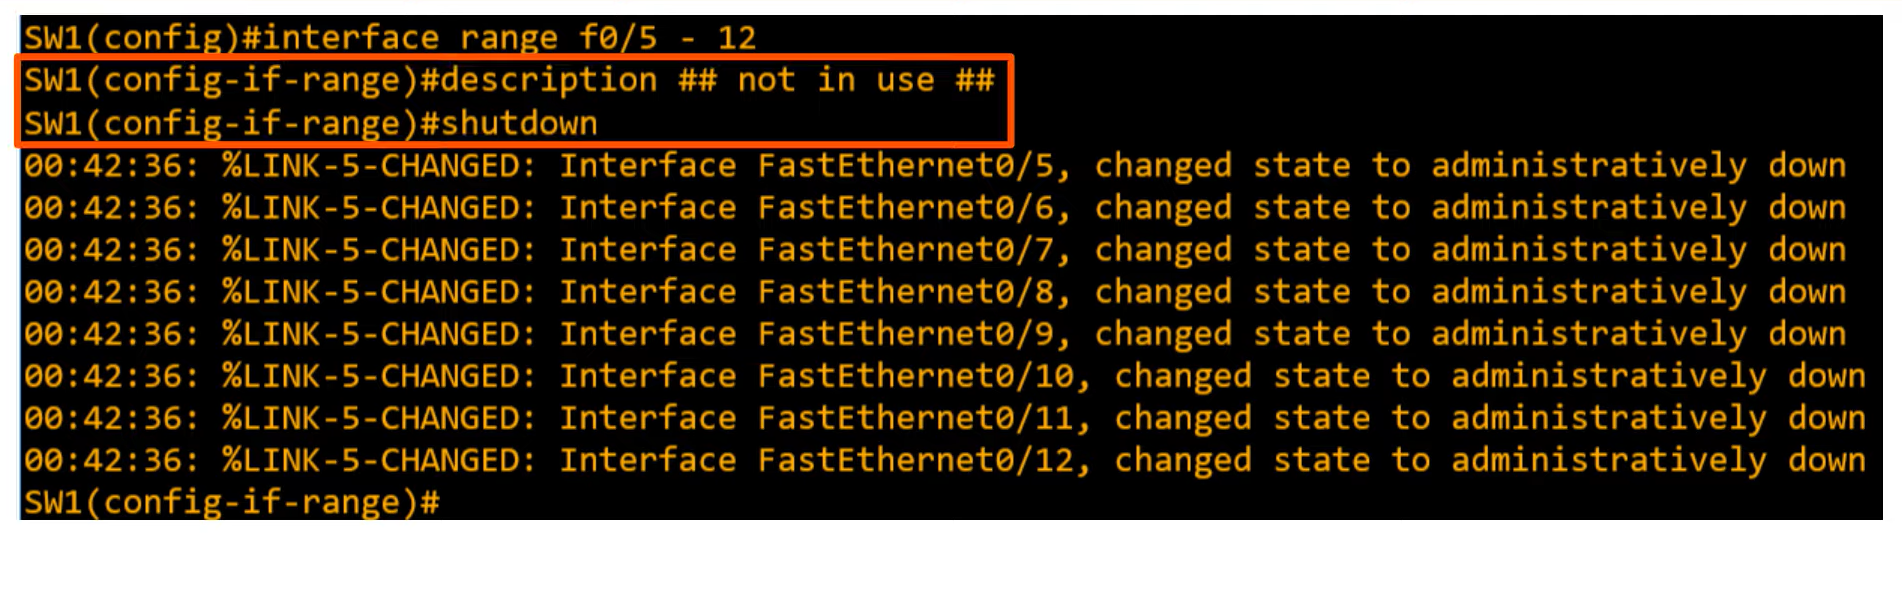 SW1(config)#interface range f0/5 - 12
SW1(config-if-range)#description ## not in use ##
SW1(config-if-range)#shutdown
00:42:36: %LINK-5-CHANGED: Interface FastEthernet0/5, changed state to administratively down
00:42:36: %LINK-5-CHANGED: Interface FastEthernet0/6, changed state to administratively down
00:42:36: %LINK-5-CHANGED: Interface FastEthernet0/7, changed state to administratively down
00:42:36: %LINK-5-CHANGED: Interface FastEthernet0/8, changed state to administratively down
00:42:36: %LINK-5-CHANGED: Interface FastEthernet0/9, changed state to administratively down
00:42:36: %LINK-5-CHANGED: Interface FastEthernet0/10, changed state to administratively down
00:42:36: %LINK-5-CHANGED: Interface FastEthernet0/11, changed state to administratively down
00:42:36: %LINK-5-CHANGED: Interface FastEthernet0/12, changed state to administratively down
SW1(config-if-range)#